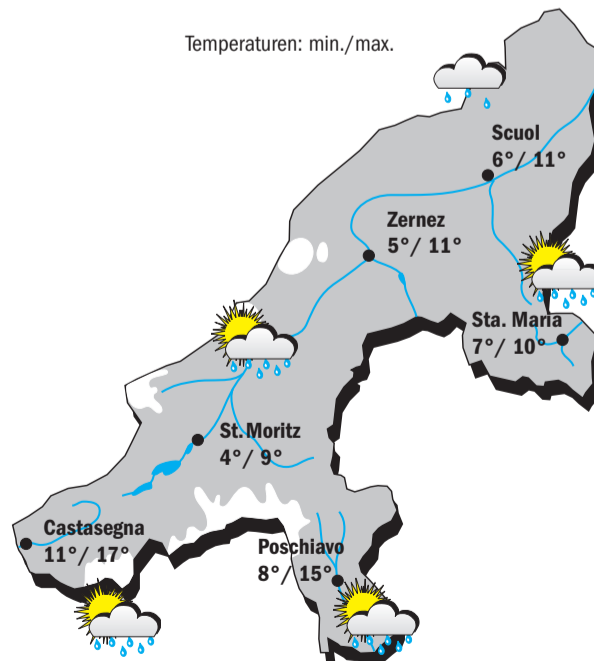 Temperaturen: min./max.
Scuol
6°/ 11°
Zernez
5°/ 11°
Sta. Maria
7°/ 10°
St. Moritz
4°/ 9°
Castasegna
11°/ 17°
Poschiavo
8°/ 15°